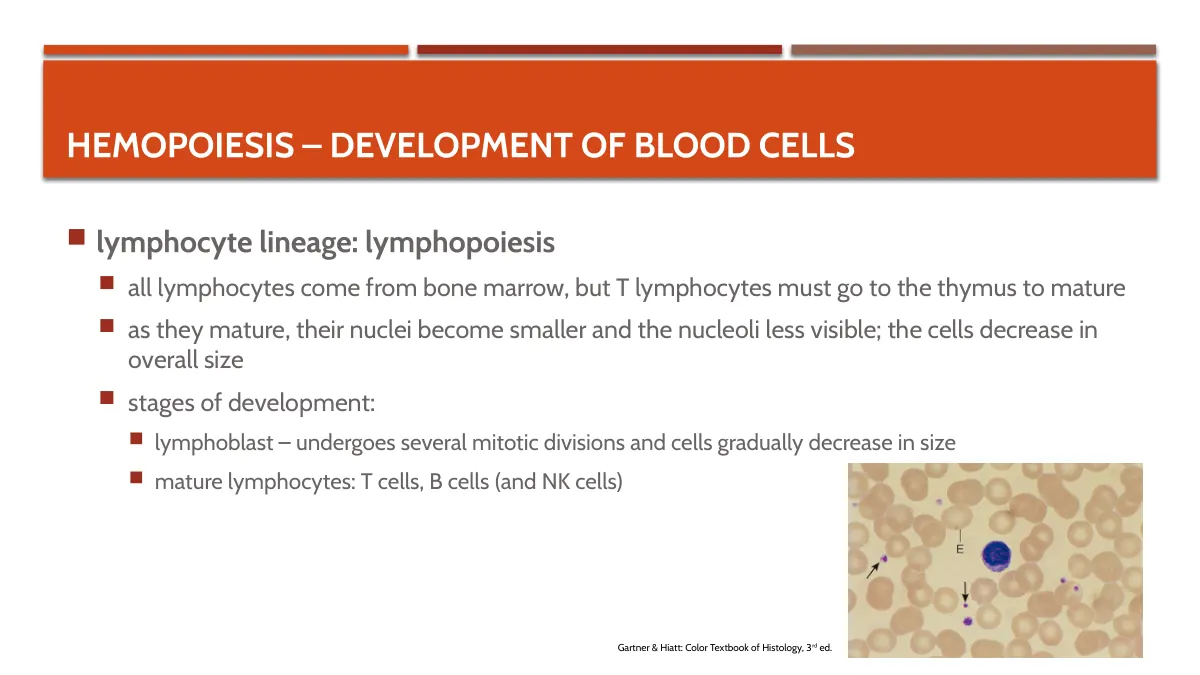 HEMOPOIESIS – DEVELOPMENT OF BLOOD CELLS
lymphocyte lineage: lymphopoiesis
all lymphocytes come from bone marrow, but T lymphocytes must go to the thymus to mature
as they mature, their nuclei become smaller and the nucleoli less visible; the cells decrease in
overall size
stages of development:
lymphoblast – undergoes several mitotic divisions and cells gradually decrease in size
mature lymphocytes: T cells, B cells (and NK cells)
E
Gartner & Hiatt: Color Textbook of Histology, 3rd ed.